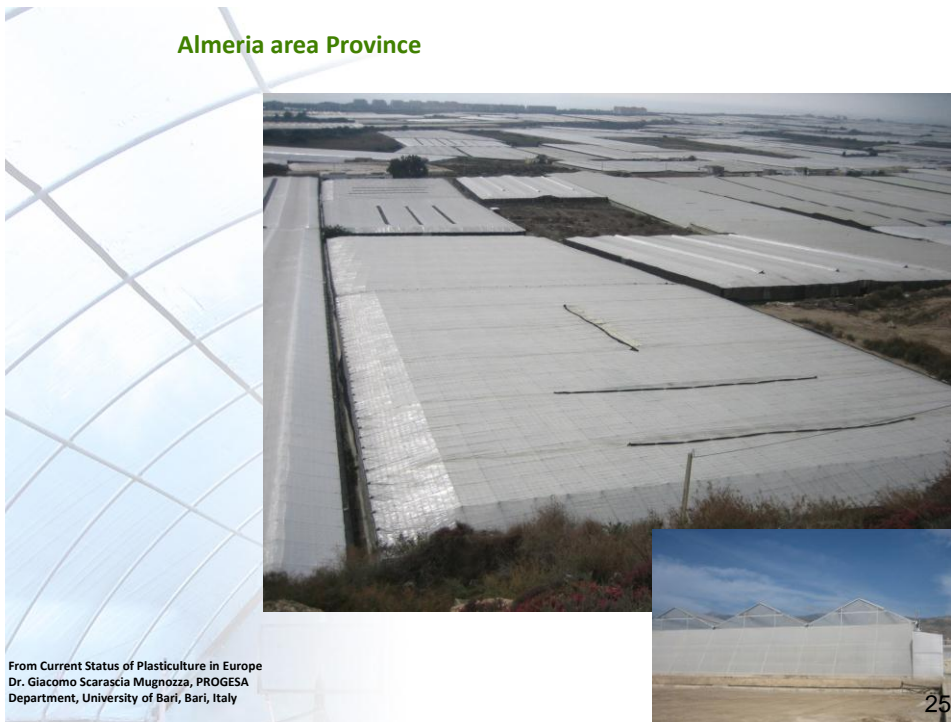 Almeria area Province
From Current Status of Plasticulture in Europe
Dr. Giacomo Scarascia Mugnozza, PROGESA
Department, University of Bari, Bari, Italy
25